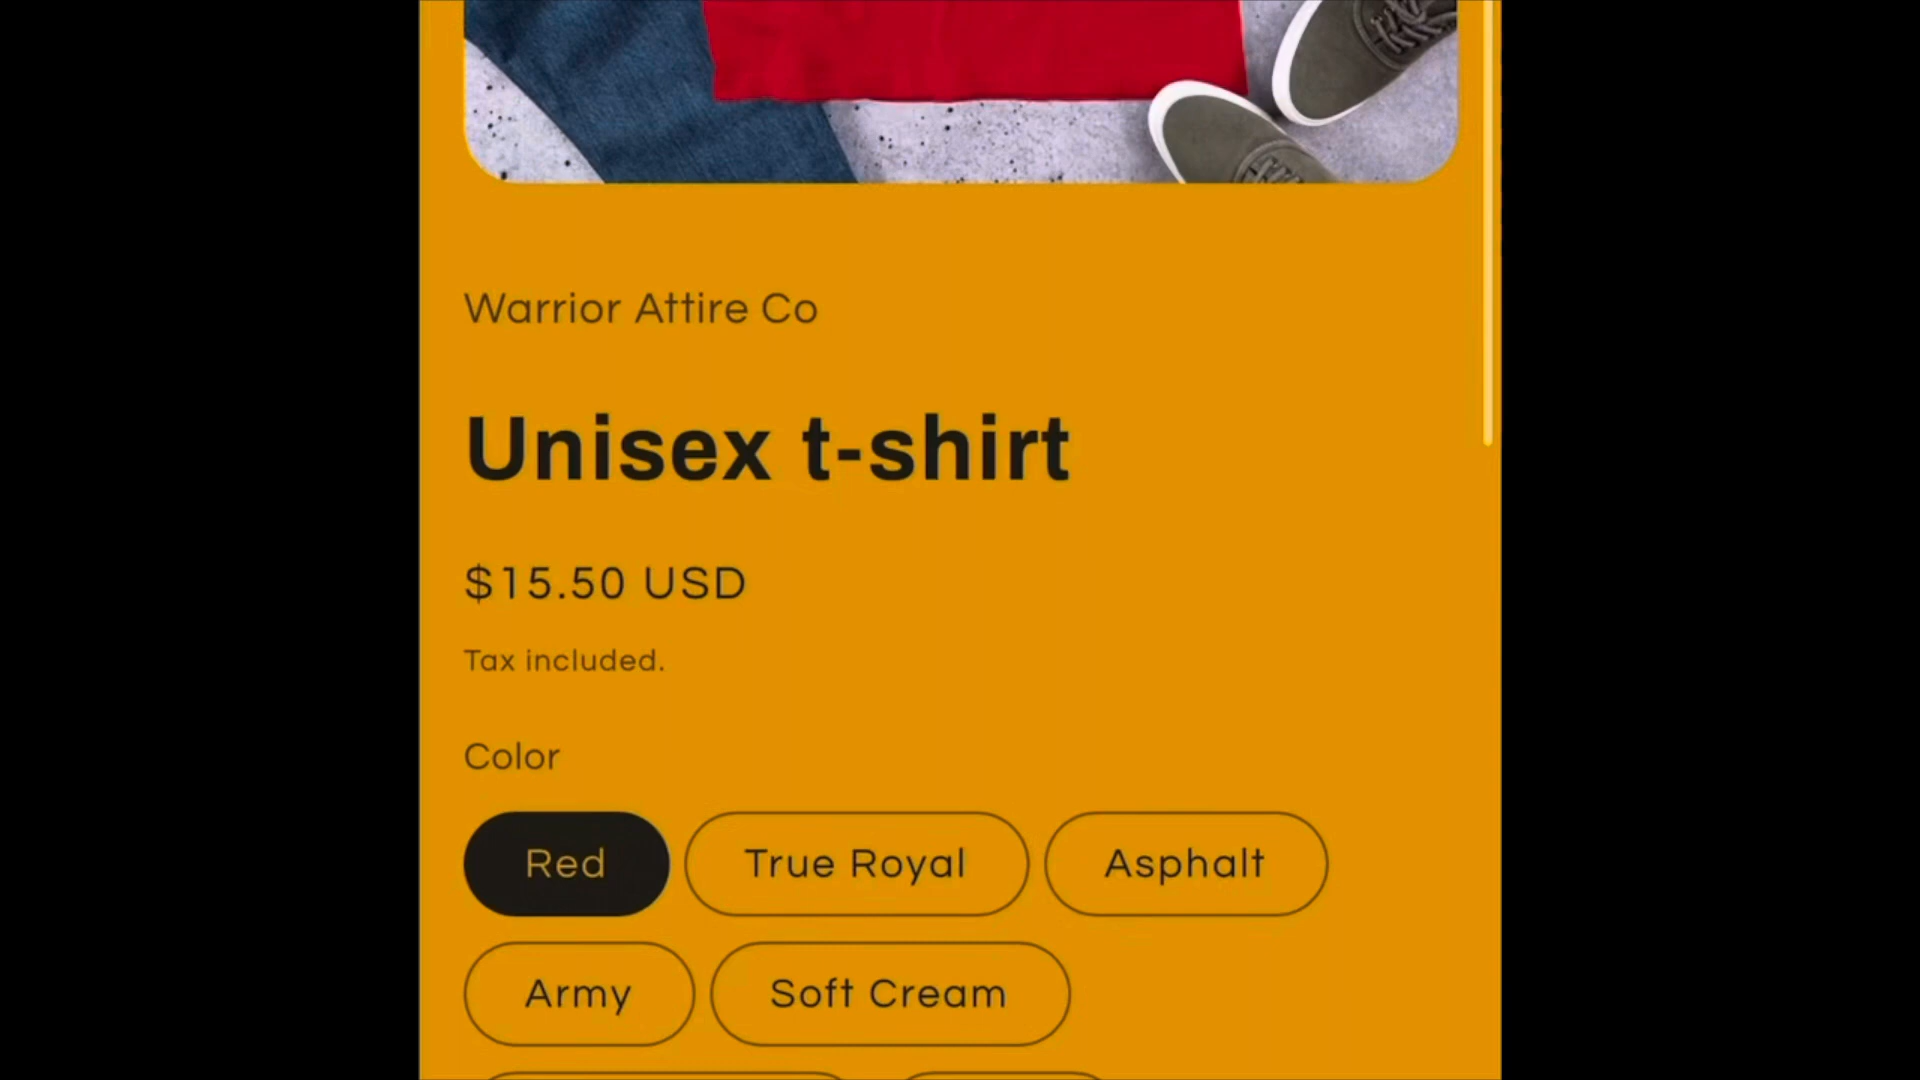 Warrior Attire Co
Unisex t-shirt
$15.50 USD
Tax included.
Color
Red True Royal Asphalt
Army Soft Cream